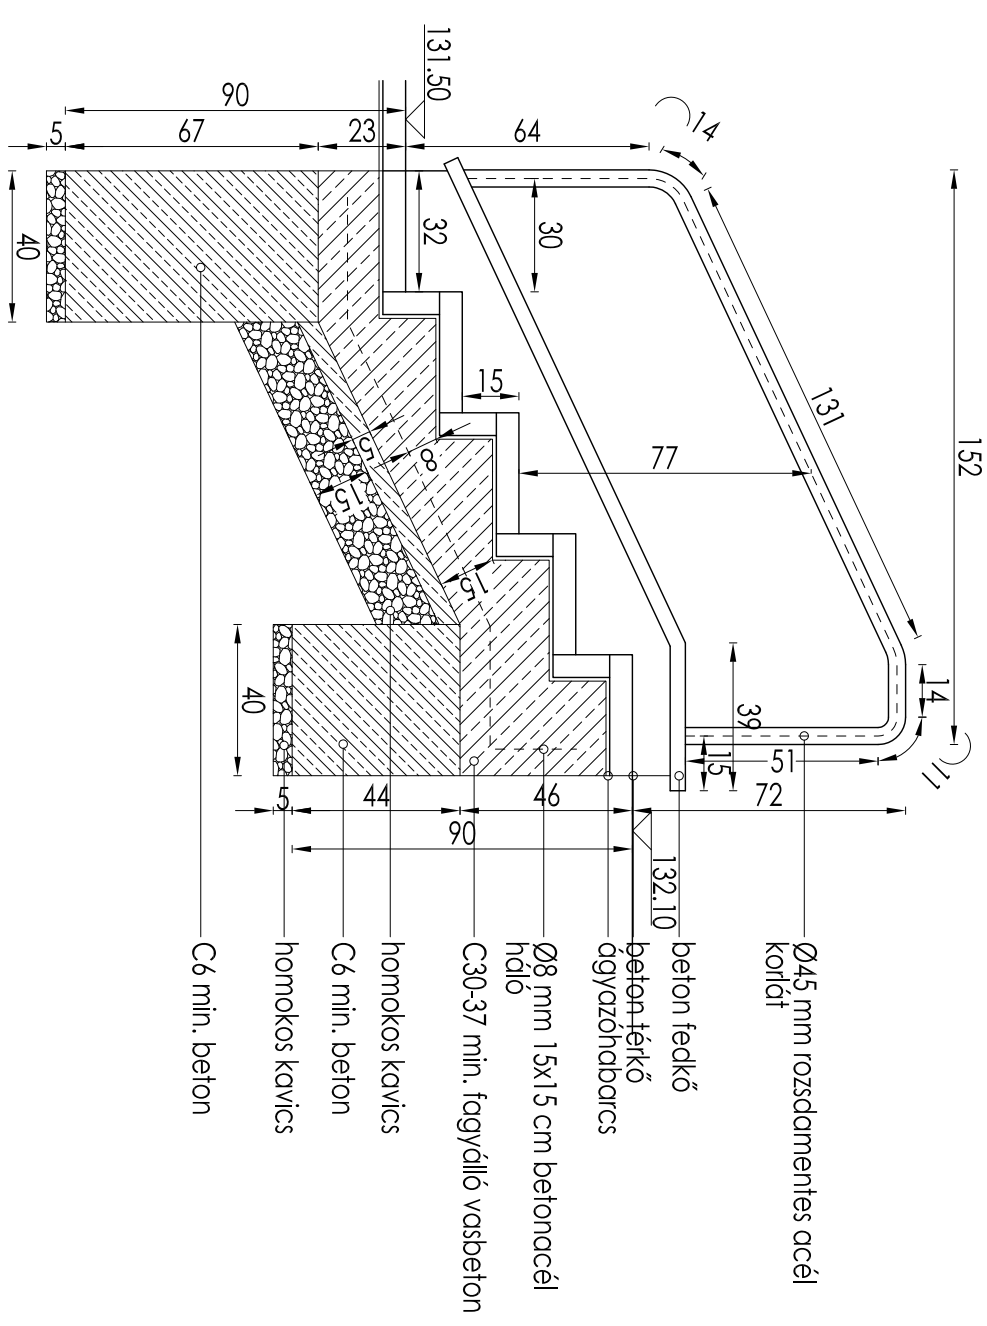 131.50
90
5
67
23
64
14
152
40
32
30
131
15
77
5
8
15
15
40
39
14
15
51
11
5
44
46
72
90
132.10
Ø45 mm rozsdamentes acél
korlát
beton fedkő
beton térkő
ágyazóhabarcs
Ø8 mm 15x15 cm betonacél
háló
C30-37 min. fagyálló vasbeton
homokos kavics
C6 min. beton
homokos kavics
C6 min. beton